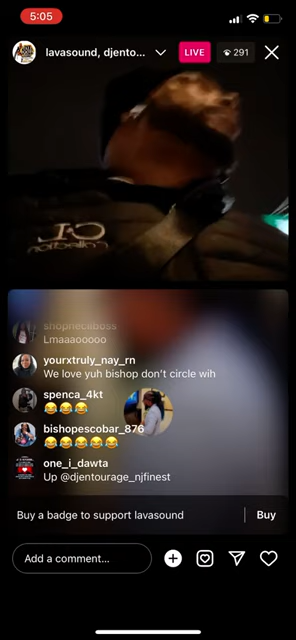 5:05
lavasound, djento...
LIVE
291
shopneciiboss
Lmaaaooooo
yourxtruly_nay_rn
We love yuh bishop don't circle wih
spenca_4kt
😂😂😂
bishopescobar_876
😂😂😂😂😂
one_i_dawta
Up @djentourage_njfinest
Buy a badge to support lavasound
Buy
Add a comment...